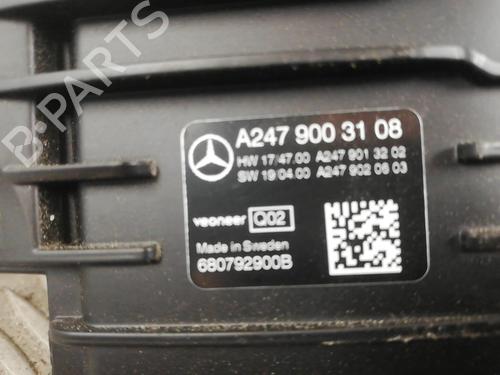 B-PARTS
A247 900 31 08
HW 17/47.00 A247 901 32 02
SW 19/04.00 A247 902 06 03
veoneer Q02
Made in Sweden
680792900B